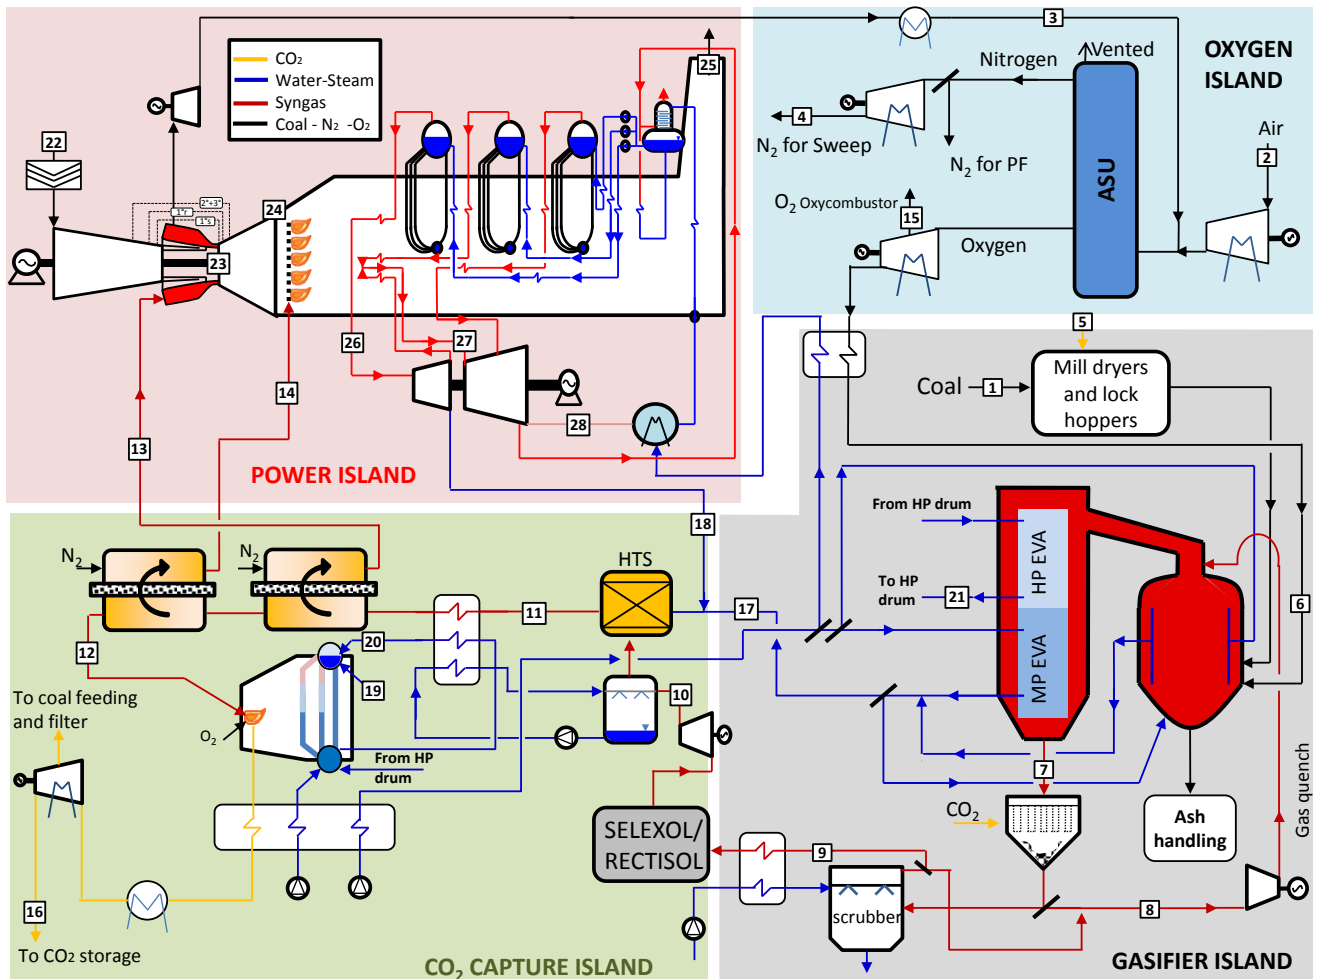 CO₂
Water-Steam
Syngas
Coal - N₂ -O₂
22
2°+3°
1°r
1°s
24
23
25
26
27
28
14
13
POWER ISLAND
3
OXYGEN
ISLAND
Nitrogen
Vented
4
N₂ for Sweep
N₂ for PF
Air
2
O₂ Oxycombustor
15
Oxygen
ASU
5
Coal
1
Mill dryers
and lock
hoppers
From HP drum
To HP
drum
21
HP EVA
MP EVA
6
7
CO₂
Ash
handling
Gas quench
8
9
scrubber
GASIFIER ISLAND
N₂
N₂
HTS
18
17
11
12
20
19
10
To coal feeding
and filter
O₂
From HP
drum
SELEXOL/
RECTISOL
16
To CO₂ storage
CO₂ CAPTURE ISLAND